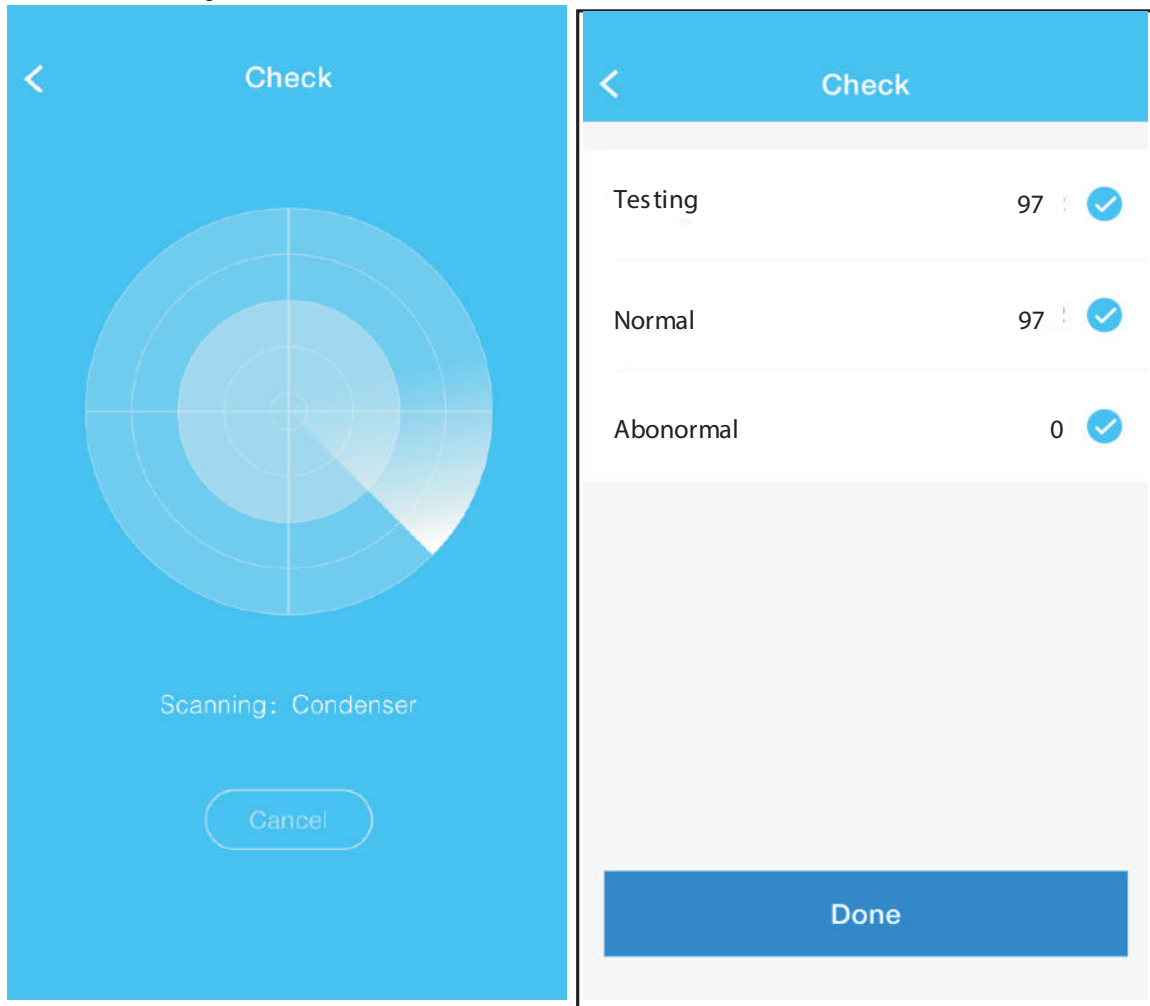 Check
Scanning: Condenser
Cancel
Check
Testing 97
Normal 97
Abonormal 0
Done